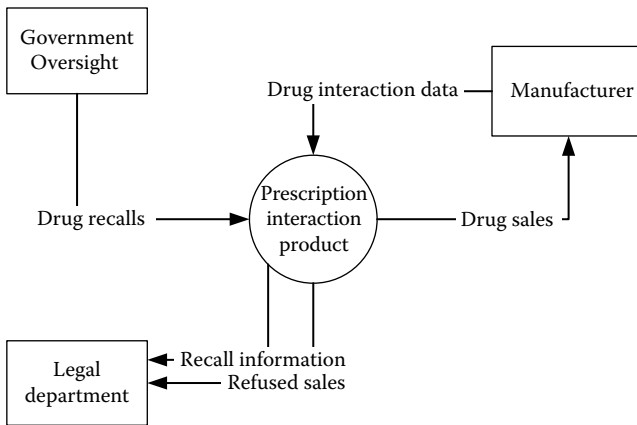 Government
Oversight
Drug interaction data
Manufacturer
Prescription
interaction
product
Drug recalls
Drug sales
Legal
department
Recall information
Refused sales